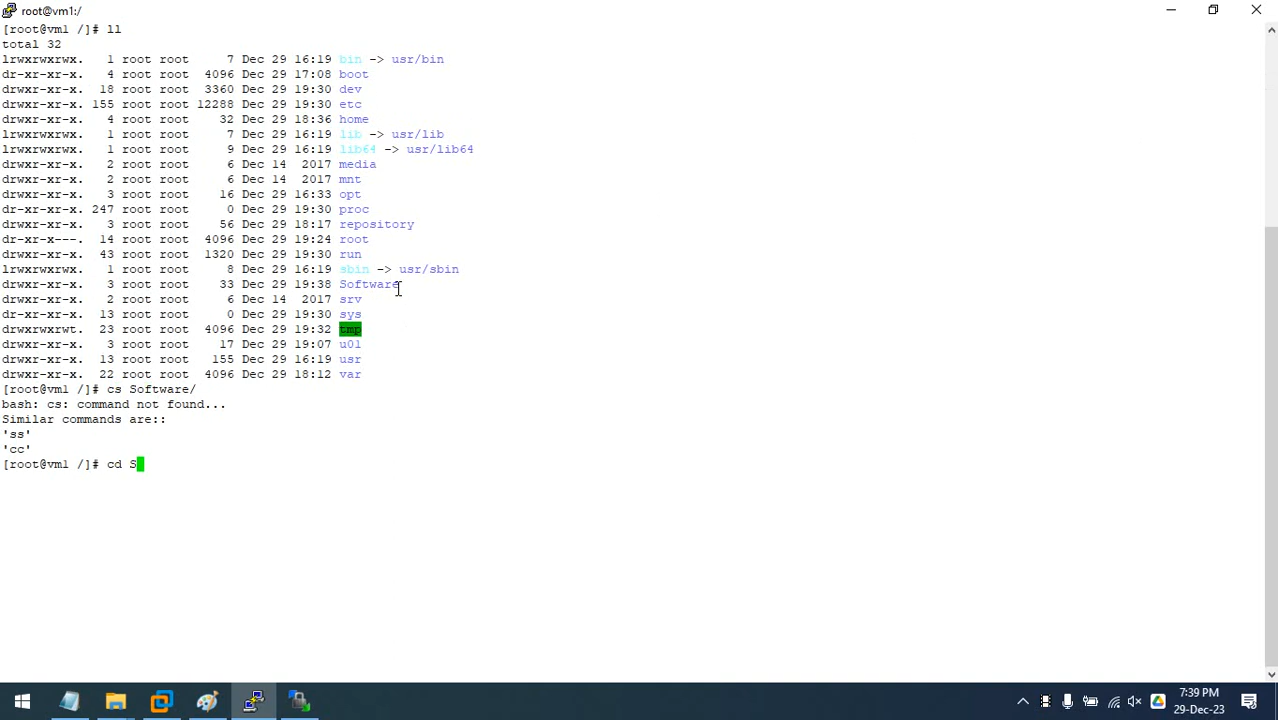 root@vm1:/
[root@vm1 /]# ll
total 32
lrwxrwxrwx.   1 root root     7 Dec 29 16:19 bin -> usr/bin
dr-xr-xr-x.   4 root root  4096 Dec 29 17:08 boot
drwxr-xr-x.  18 root root  3360 Dec 29 19:30 dev
drwxr-xr-x. 155 root root 12288 Dec 29 19:30 etc
drwxr-xr-x.   4 root root    32 Dec 29 18:36 home
lrwxrwxrwx.   1 root root     7 Dec 29 16:19 lib -> usr/lib
lrwxrwxrwx.   1 root root     9 Dec 29 16:19 lib64 -> usr/lib64
drwxr-xr-x.   2 root root     6 Dec 14  2017 media
drwxr-xr-x.   2 root root     6 Dec 14  2017 mnt
drwxr-xr-x.   3 root root    16 Dec 29 16:33 opt
dr-xr-xr-x. 247 root root     0 Dec 29 19:30 proc
drwxr-xr-x.   3 root root    56 Dec 29 18:17 repository
dr-xr-x---.  14 root root  4096 Dec 29 19:24 root
drwxr-xr-x.  43 root root  1320 Dec 29 19:30 run
lrwxrwxrwx.   1 root root     8 Dec 29 16:19 sbin -> usr/sbin
drwxr-xr-x.   3 root root    33 Dec 29 19:38 Software
drwxr-xr-x.   2 root root     6 Dec 14  2017 srv
dr-xr-xr-x.  13 root root     0 Dec 29 19:30 sys
drwxrwxrwt.  23 root root  4096 Dec 29 19:32 tmp
drwxr-xr-x.   3 root root    17 Dec 29 19:07 u01
drwxr-xr-x.  13 root root   155 Dec 29 16:19 usr
drwxr-xr-x.  22 root root  4096 Dec 29 18:12 var
[root@vm1 /]# cs Software/
bash: cs: command not found...
Similar commands are::
'ss'
'cc'
[root@vm1 /]# cd S
7:39 PM
29-Dec-23